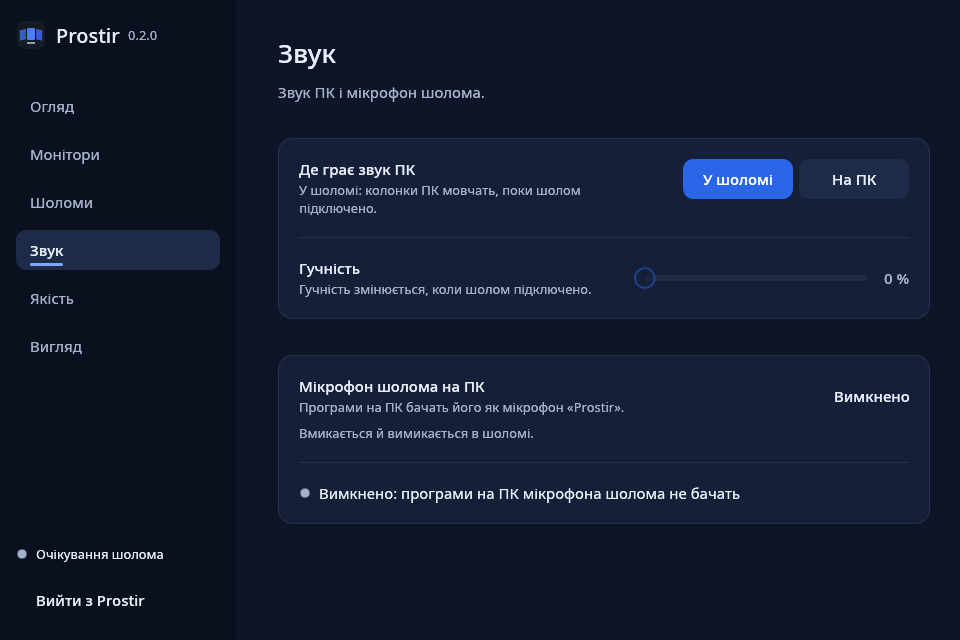 Prostir 0.2.0
Огляд
Монітори
Шоломи
Звук
Якість
Вигляд
Очікування шолома
Вийти з Prostir
Звук
Звук ПК і мікрофон шолома.
Де грає звук ПК
У шоломі: колонки ПК мовчать, поки шолом
підключено.
У шоломі
На ПК
Гучність
Гучність змінюється, коли шолом підключено.
0 %
Мікрофон шолома на ПК
Програми на ПК бачать його як мікрофон «Prostir».
Вмикається й вимикається в шоломі.
Вимкнено
Вимкнено: програми на ПК мікрофона шолома не бачать